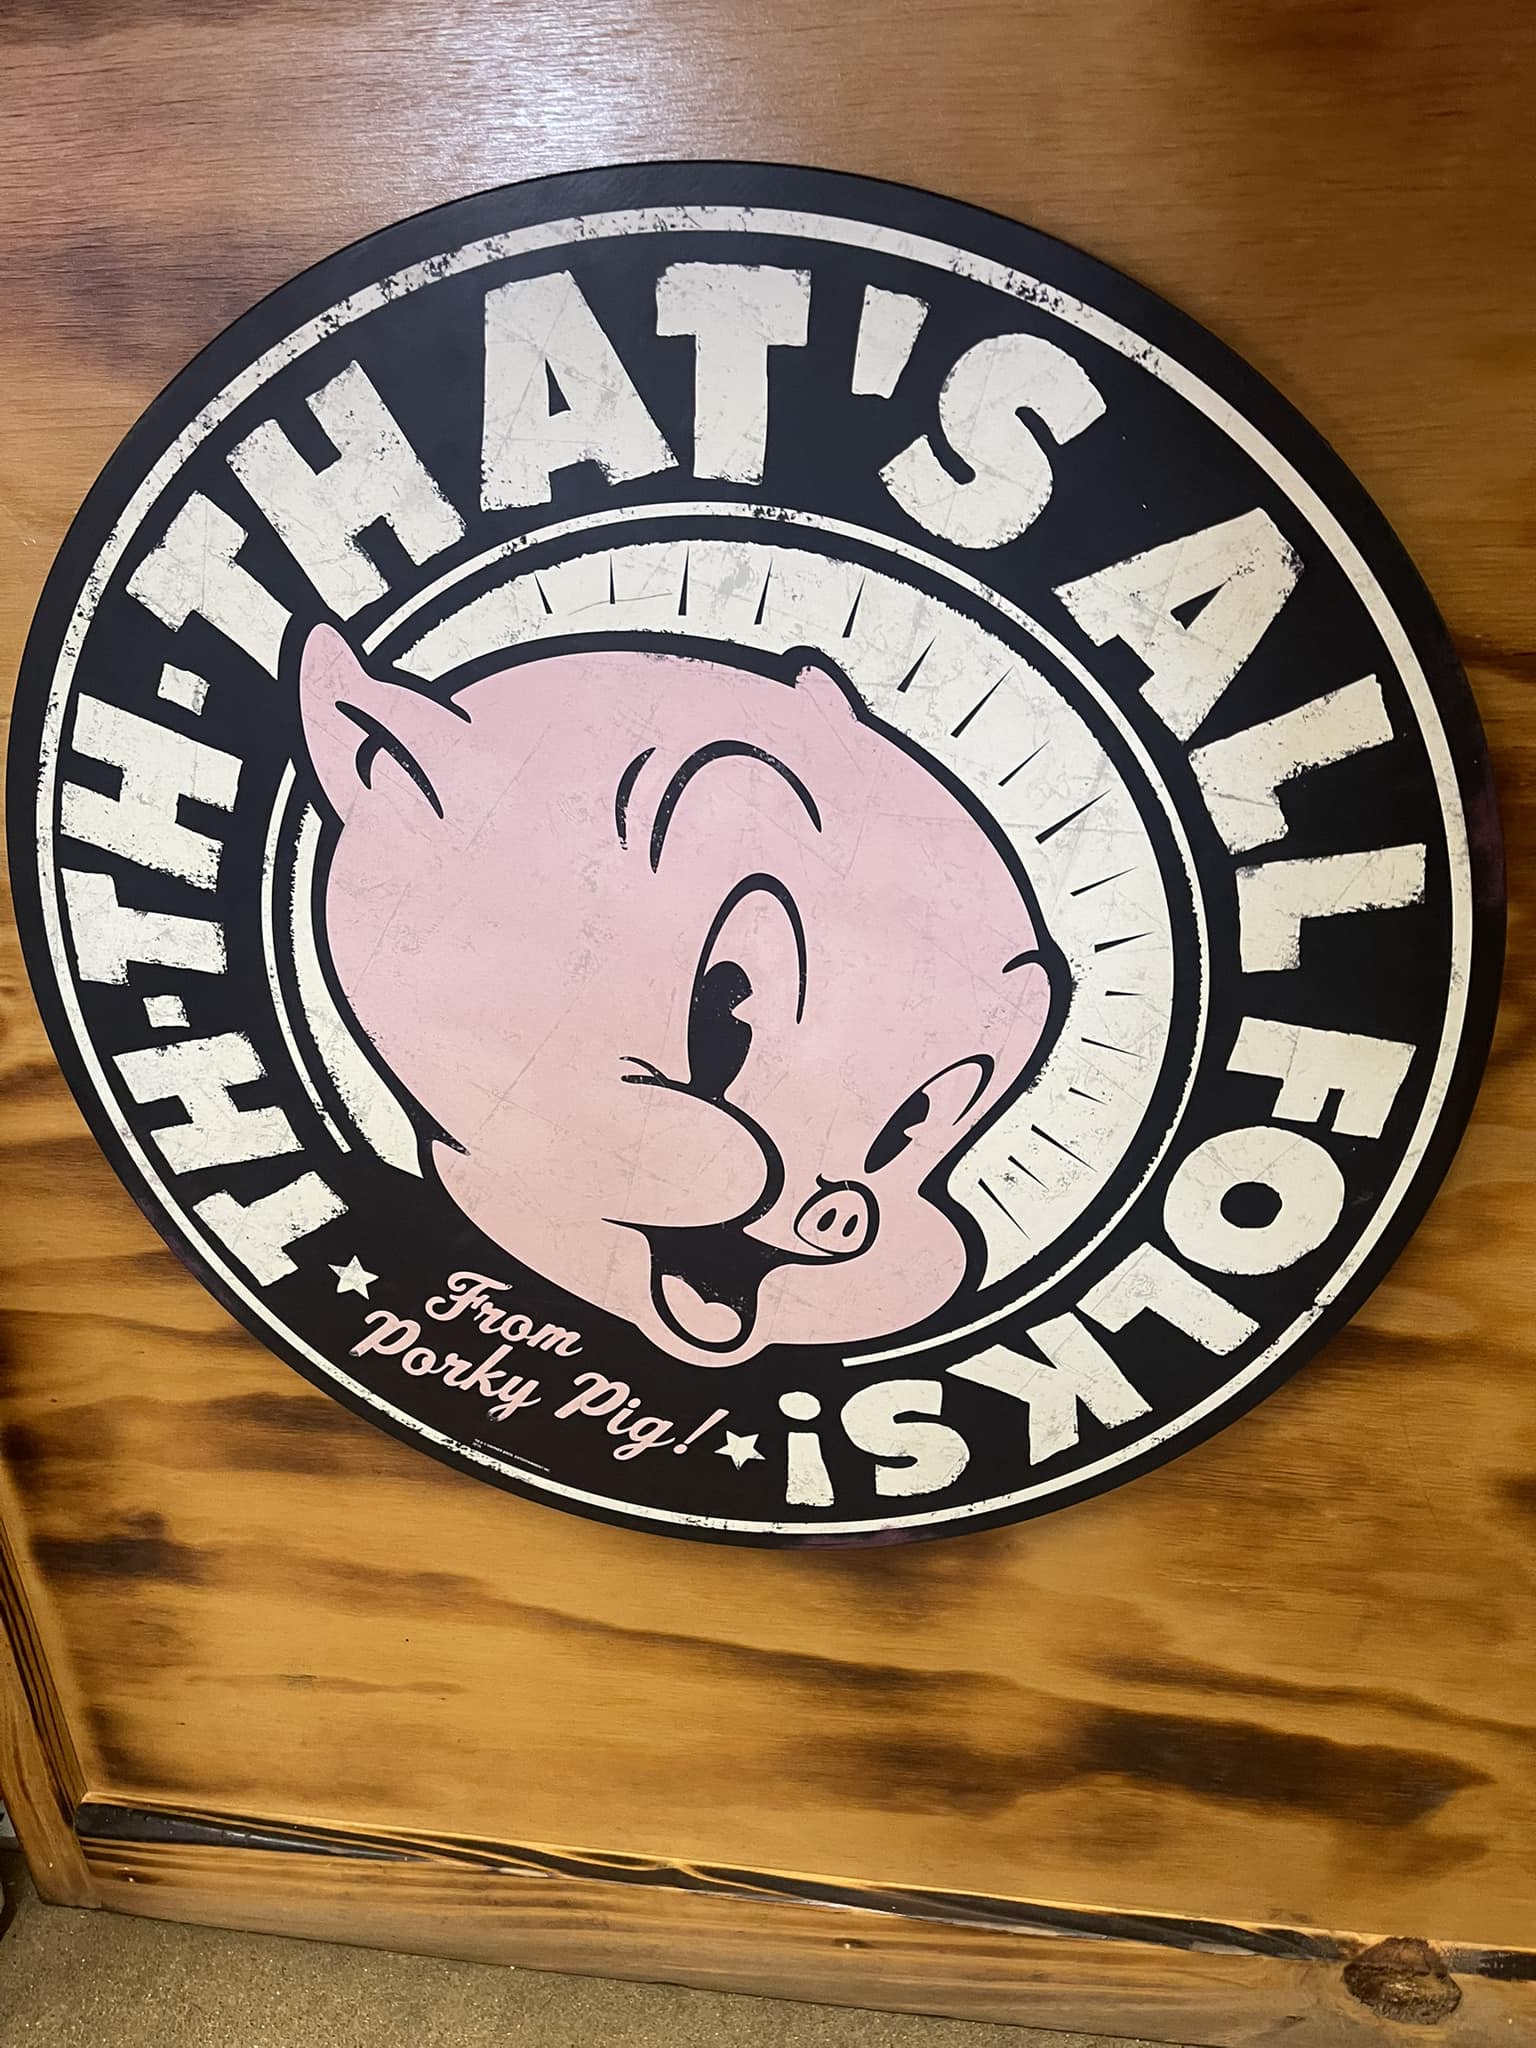 TH-TH-THAT'S ALL FOLKS!
From
Porky Pig!